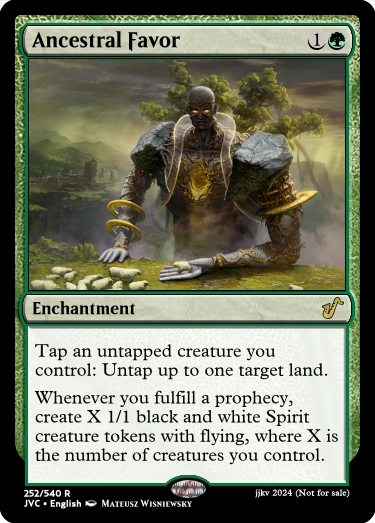 Ancestral Favor 1
Enchantment
Tap an untapped creature you
control: Untap up to one target land.
Whenever you fulfill a prophecy,
create X 1/1 black and white Spirit
creature tokens with flying, where X is
the number of creatures you control.
252/540 R
JVC • English Mateusz Wisniewsky
jjkv 2024 (Not for sale)